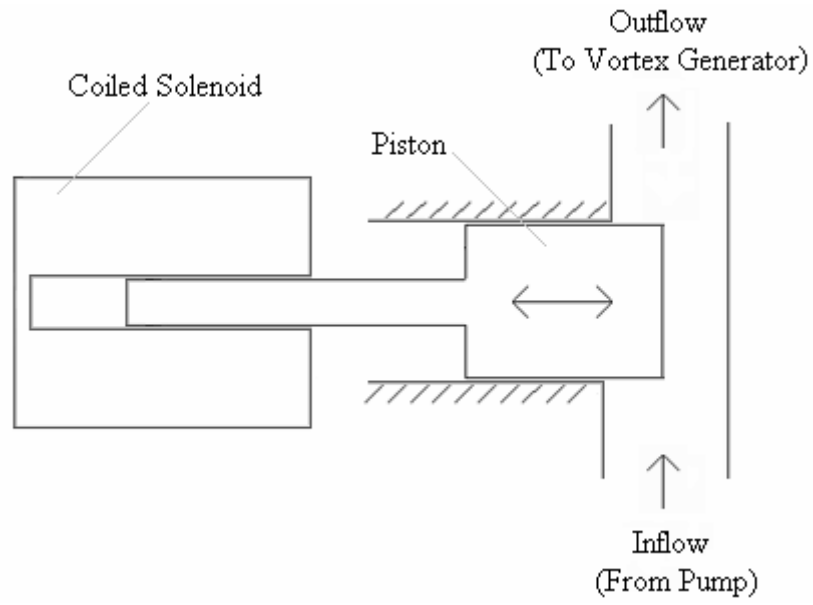 Outflow
(To Vortex Generator)
Coiled Solenoid
Piston
Inflow
(From Pump)